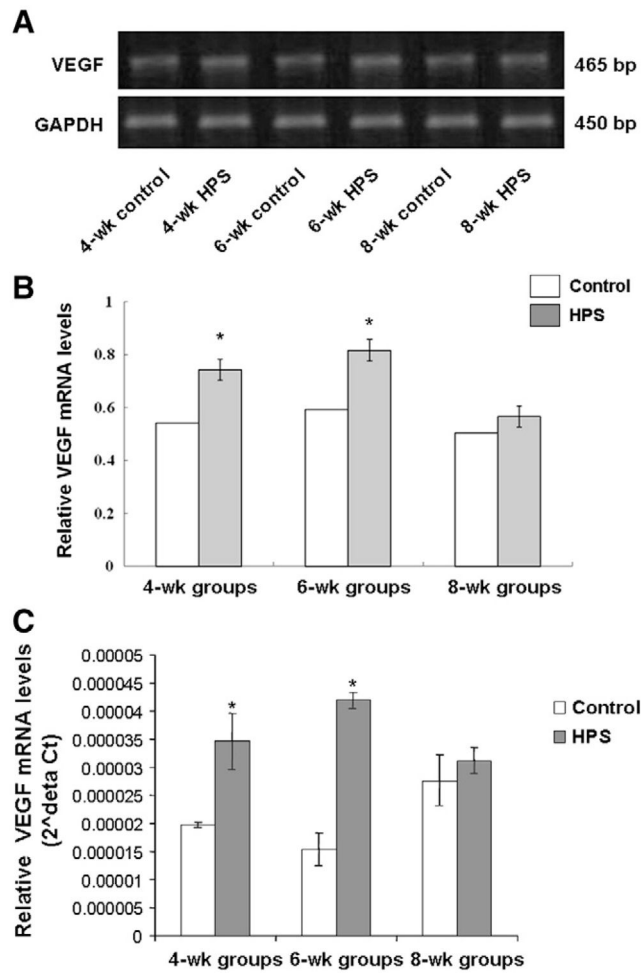 A
VEGF
465 bp
GAPDH
450 bp
4-wk control
4-wk HPS
6-wk control
6-wk HPS
8-wk control
8-wk HPS
B
Relative VEGF mRNA levels
1
0.8
0.6
0.4
0.2
0
*
*
Control
HPS
4-wk groups
6-wk groups
8-wk groups
C
Relative VEGF mRNA levels
(2^deta Ct)
0.00005
0.000045
0.00004
0.000035
0.00003
0.000025
0.00002
0.000015
0.00001
0.000005
0
*
*
Control
HPS
4-wk groups
6-wk groups
8-wk groups